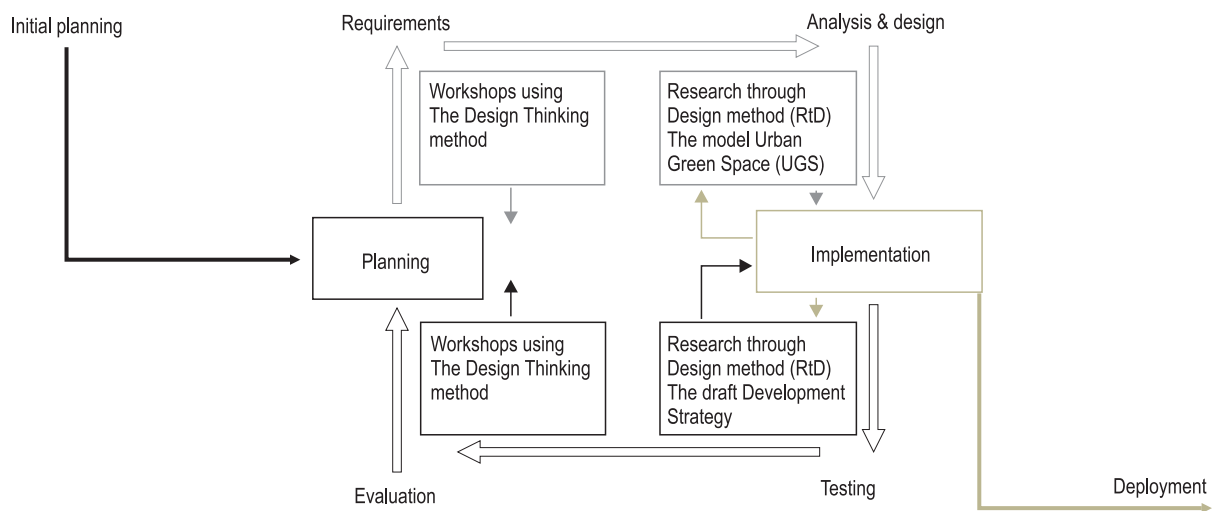 Initial planning
Requirements
Analysis & design
Workshops using
The Design Thinking
method
Research through
Design method (RtD)
The model Urban
Green Space (UGS)
Planning
Implementation
Workshops using
The Design Thinking
method
Research through
Design method (RtD)
The draft Development
Strategy
Evaluation
Testing
Deployment